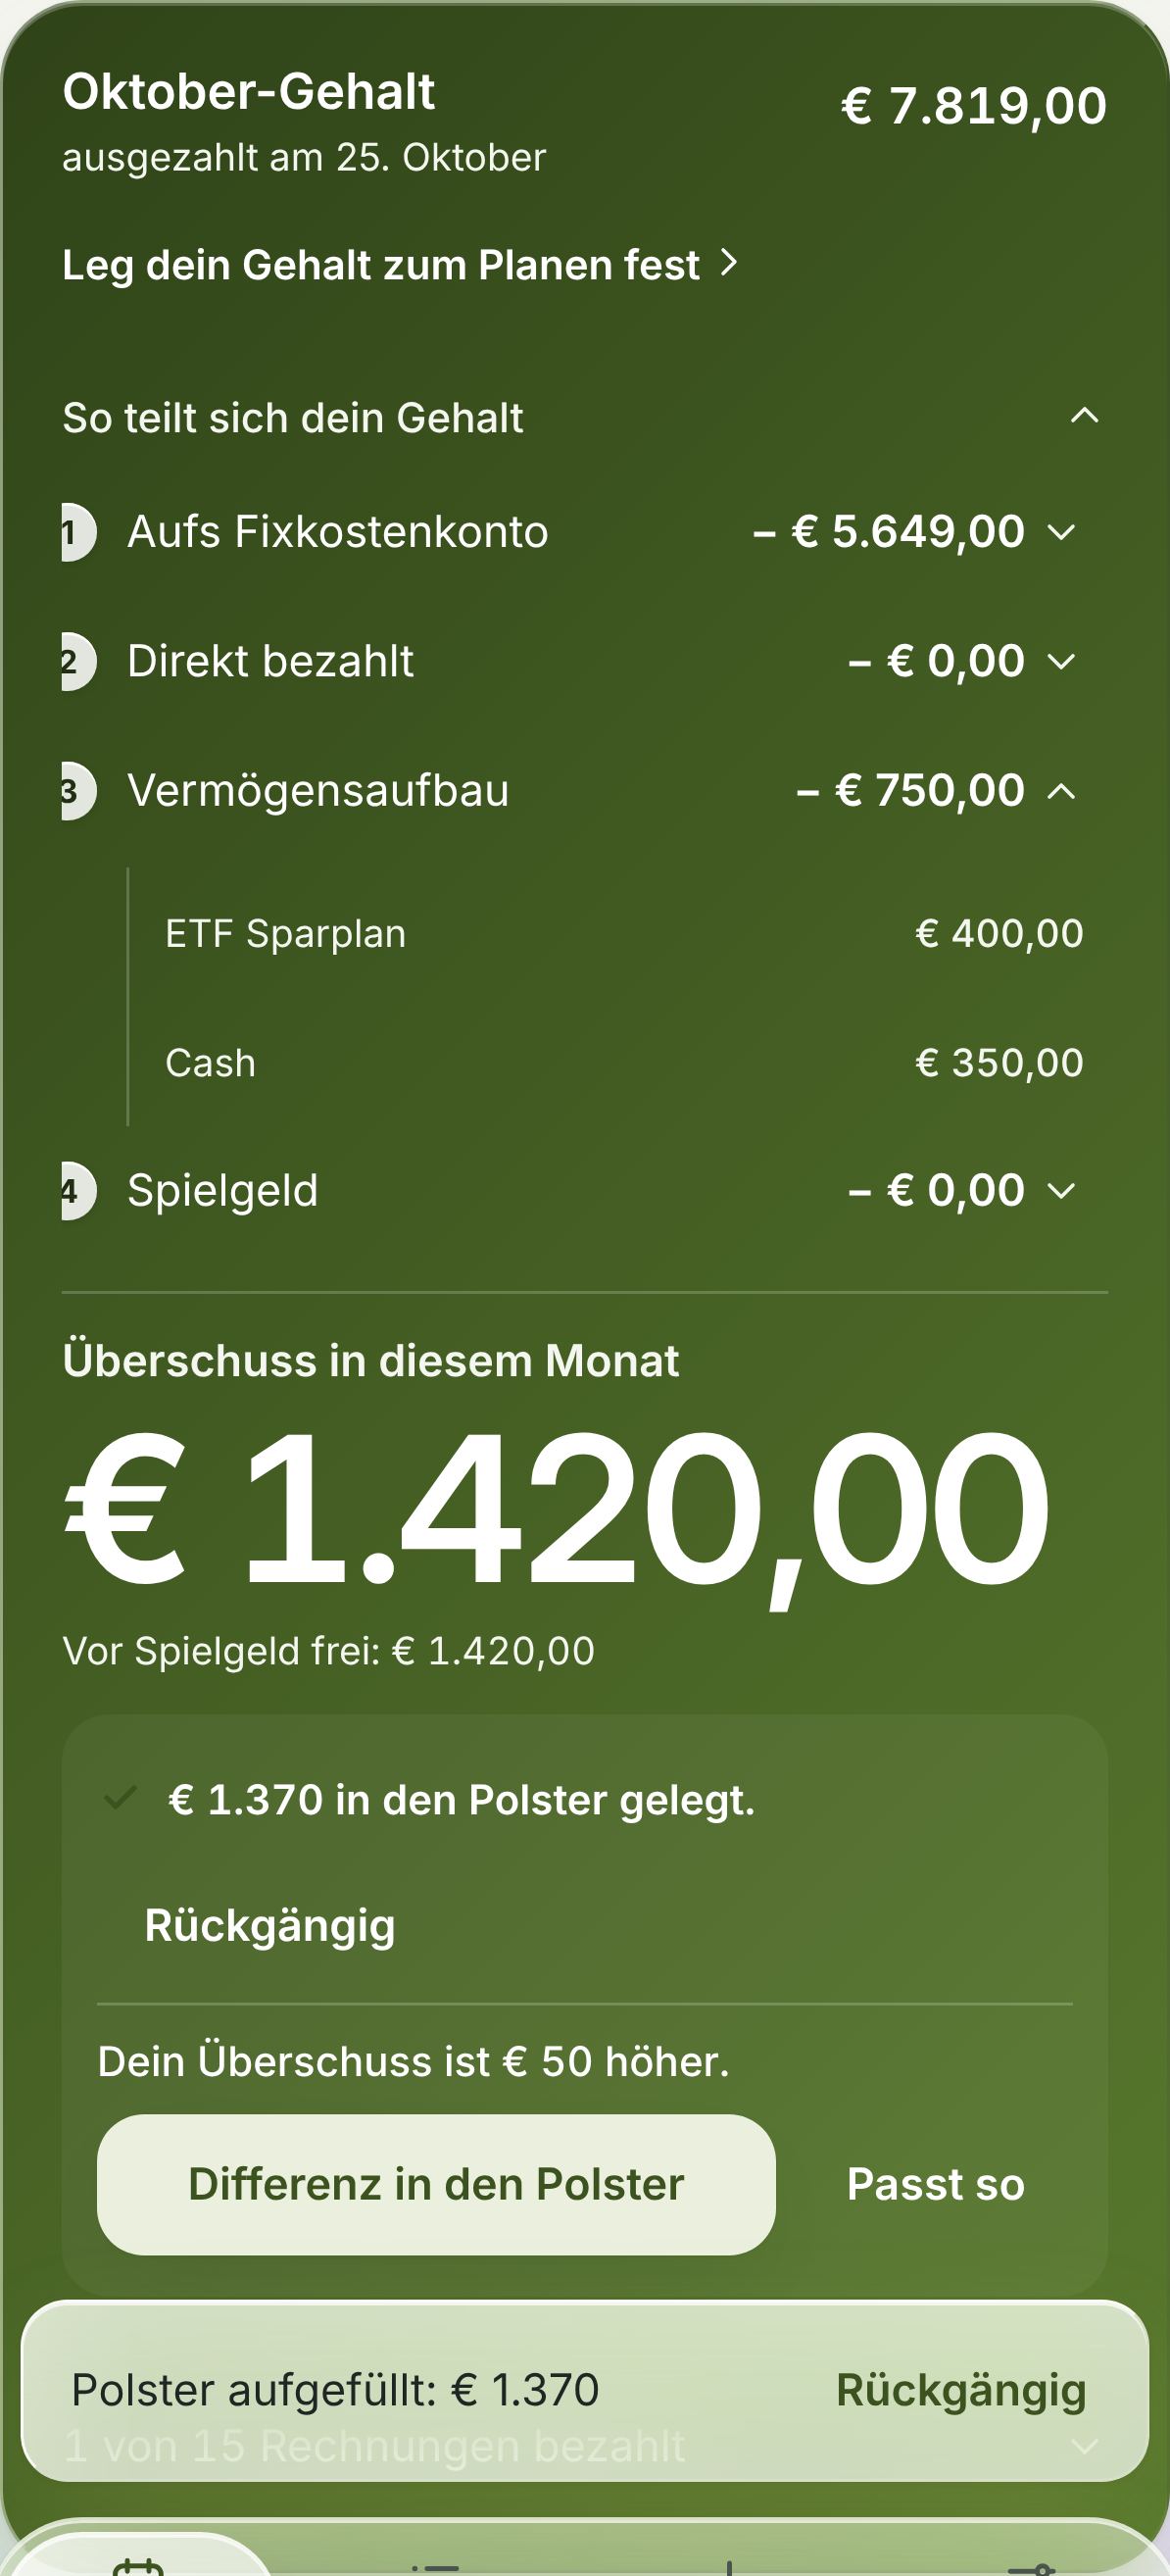 Oktober-Gehalt
€ 7.819,00
ausgezahlt am 25. Oktober
Leg dein Gehalt zum Planen fest
So teilt sich dein Gehalt
1 Aufs Fixkostenkonto – € 5.649,00
2 Direkt bezahlt – € 0,00
3 Vermögensaufbau – € 750,00
ETF Sparplan € 400,00
Cash € 350,00
4 Spielgeld – € 0,00
Überschuss in diesem Monat
€ 1.420,00
Vor Spielgeld frei: € 1.420,00
€ 1.370 in den Polster gelegt.
Rückgängig
Dein Überschuss ist € 50 höher.
Differenz in den Polster Passt so
Polster aufgefüllt: € 1.370 Rückgängig
1 von 15 Rechnungen bezahlt